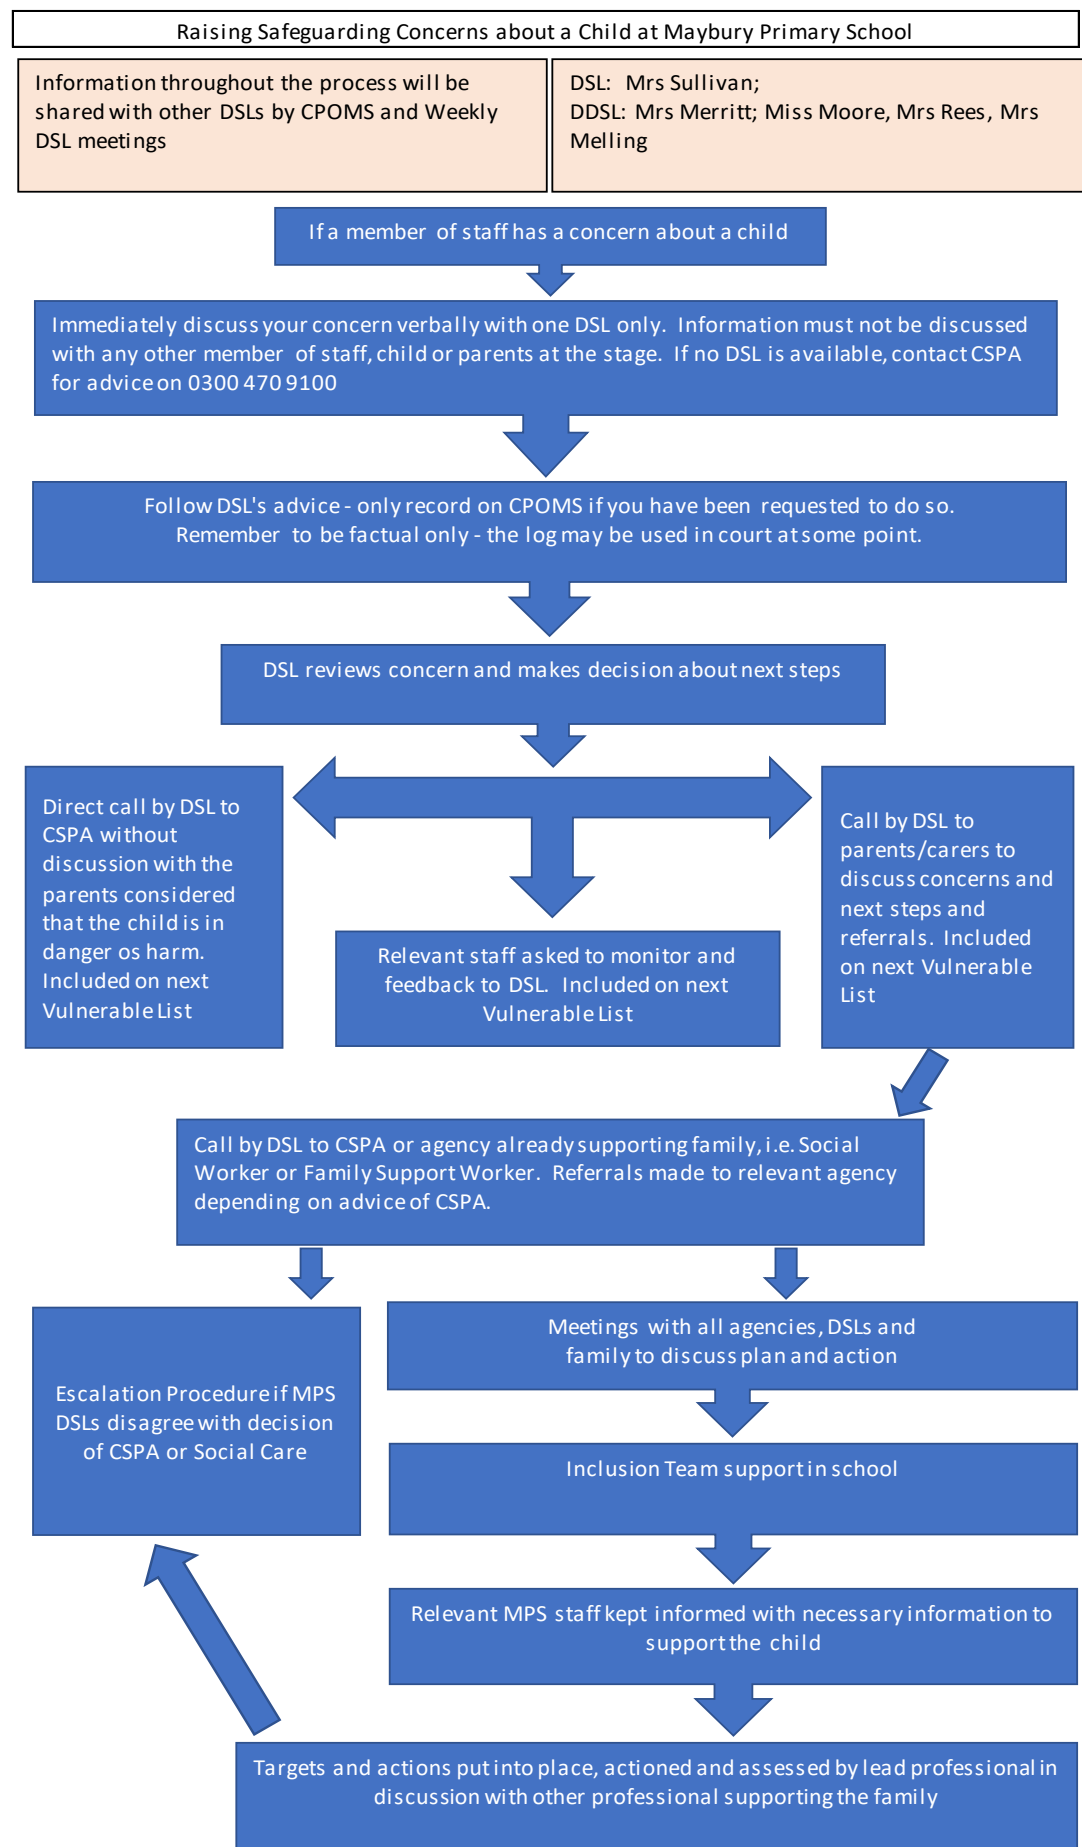 Raising Safeguarding Concerns about a Child at Maybury Primary School
Information throughout the process will be
shared with other DSLs by CPOMS and Weekly
DSL meetings
DSL: Mrs Sullivan;
DDSL: Mrs Merritt; Miss Moore, Mrs Rees, Mrs
Melling
If a member of staff has a concern about a child
Immediately discuss your concern verbally with one DSL only. Information must not be discussed
with any other member of staff, child or parents at the stage. If no DSL is available, contact CSPA
for advice on 0300 470 9100
Follow DSL's advice - only record on CPOMS if you have been requested to do so.
Remember to be factual only - the log may be used in court at some point.
DSL reviews concern and makes decision about next steps
Direct call by DSL to
CSPA without
discussion with the
parents considered
that the child is in
danger os harm.
Included on next
Vulnerable List
Relevant staff asked to monitor and
feedback to DSL. Included on next
Vulnerable List
Call by DSL to
parents/carers to
discuss concerns and
next steps and
referrals. Included
on next Vulnerable
List
Call by DSL to CSPA or agency already supporting family, i.e. Social
Worker or Family Support Worker. Referrals made to relevant agency
depending on advice of CSPA.
Escalation Procedure if MPS
DSLs disagree with decision
of CSPA or Social Care
Meetings with all agencies, DSLs and
family to discuss plan and action
Inclusion Team support in school
Relevant MPS staff kept informed with necessary information to
support the child
Targets and actions put into place, actioned and assessed by lead professional in
discussion with other professional supporting the family